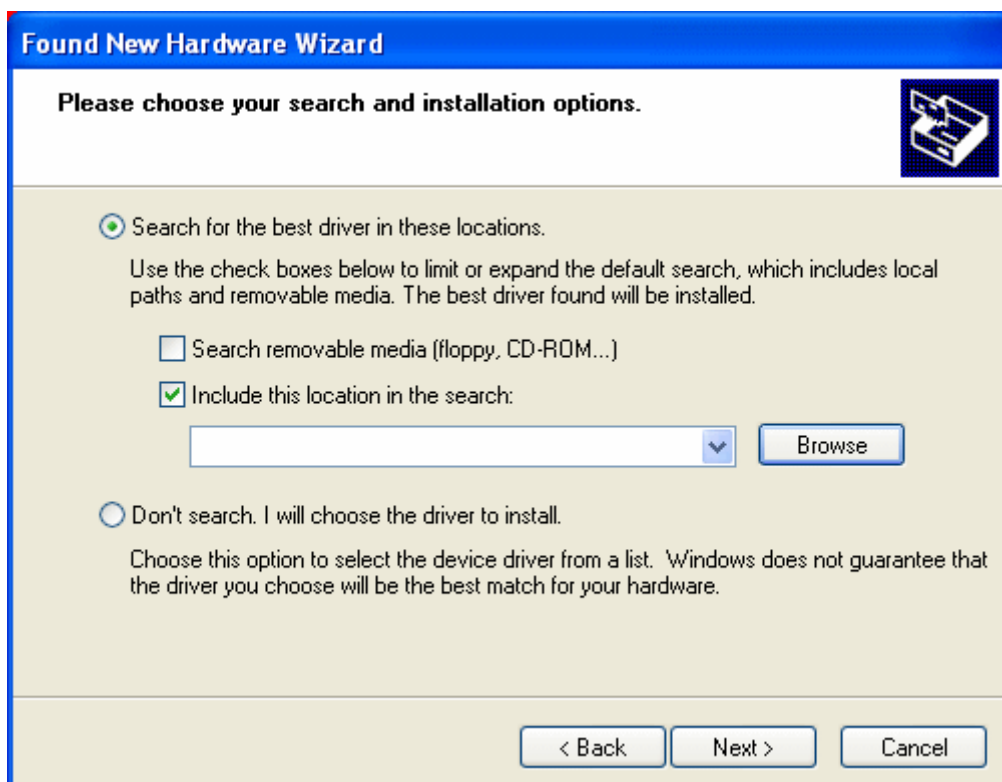 Found New Hardware Wizard
Please choose your search and installation options.
Search for the best driver in these locations.
Use the check boxes below to limit or expand the default search, which includes local
paths and removable media. The best driver found will be installed.
Search removable media (floppy, CD-ROM...)
Include this location in the search:
Browse
Don't search. I will choose the driver to install.
Choose this option to select the device driver from a list.  Windows does not guarantee that
the driver you choose will be the best match for your hardware.
< Back
Next >
Cancel